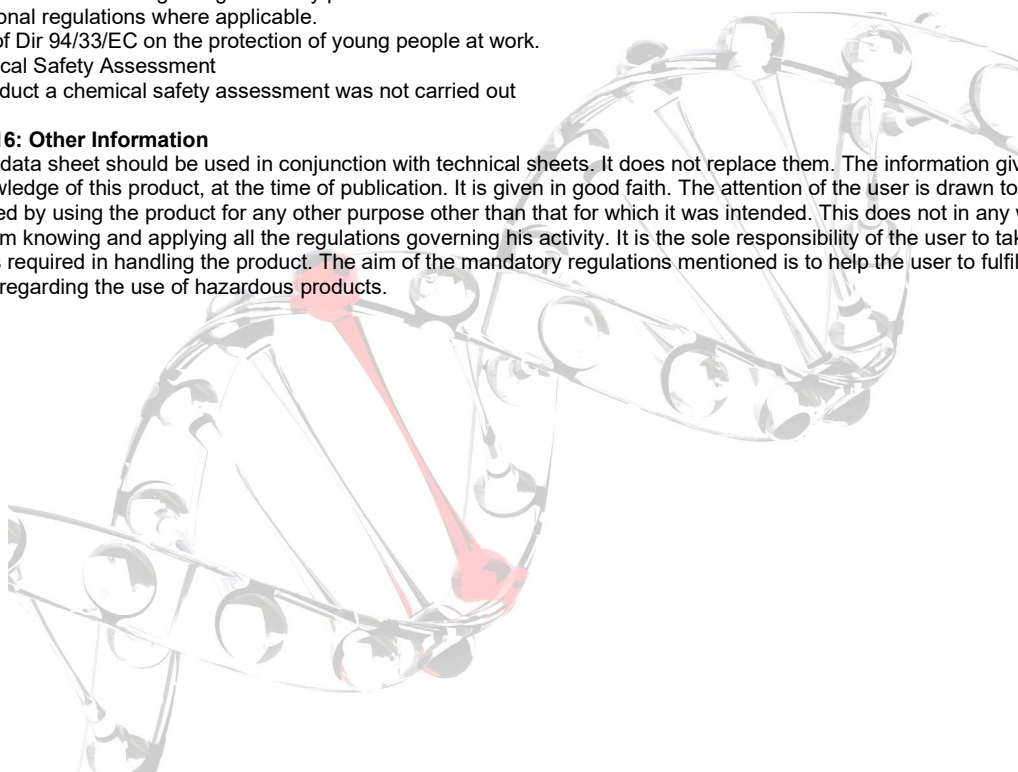 onal regulations where applicable.
of Dir 94/33/EC on the protection of young people at work.
cal Safety Assessment
duct a chemical safety assessment was not carried out
6: Other Information
data sheet should be used in conjunction with technical sheets. It does not replace them. The information giv
wledge of this product, at the time of publication. It is given in good faith. The attention of the user is drawn to
ed by using the product for any other purpose other than that for which it was intended. This does not in any
m knowing and applying all the regulations governing his activity. It is the sole responsibility of the user to tak
s required in handling the product. The aim of the mandatory regulations mentioned is to help the user to fulfil
regarding the use of hazardous products.